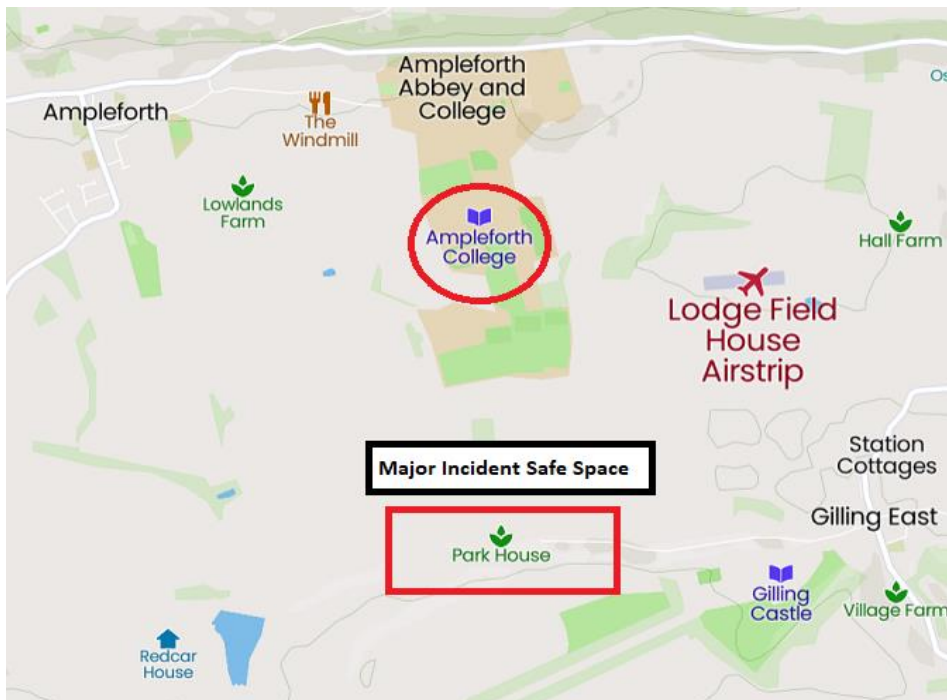 Ampleforth
Abbey and
College
Os
Ampleforth
The
Windmill
Lowlands
Farm
Ampleforth
College
Hall Farm
Lodge Field
House
Airstrip
Station
Cottages
Major Incident Safe Space
Gilling East
Park House
Gilling
Castle
Village Farm
Redcar
House